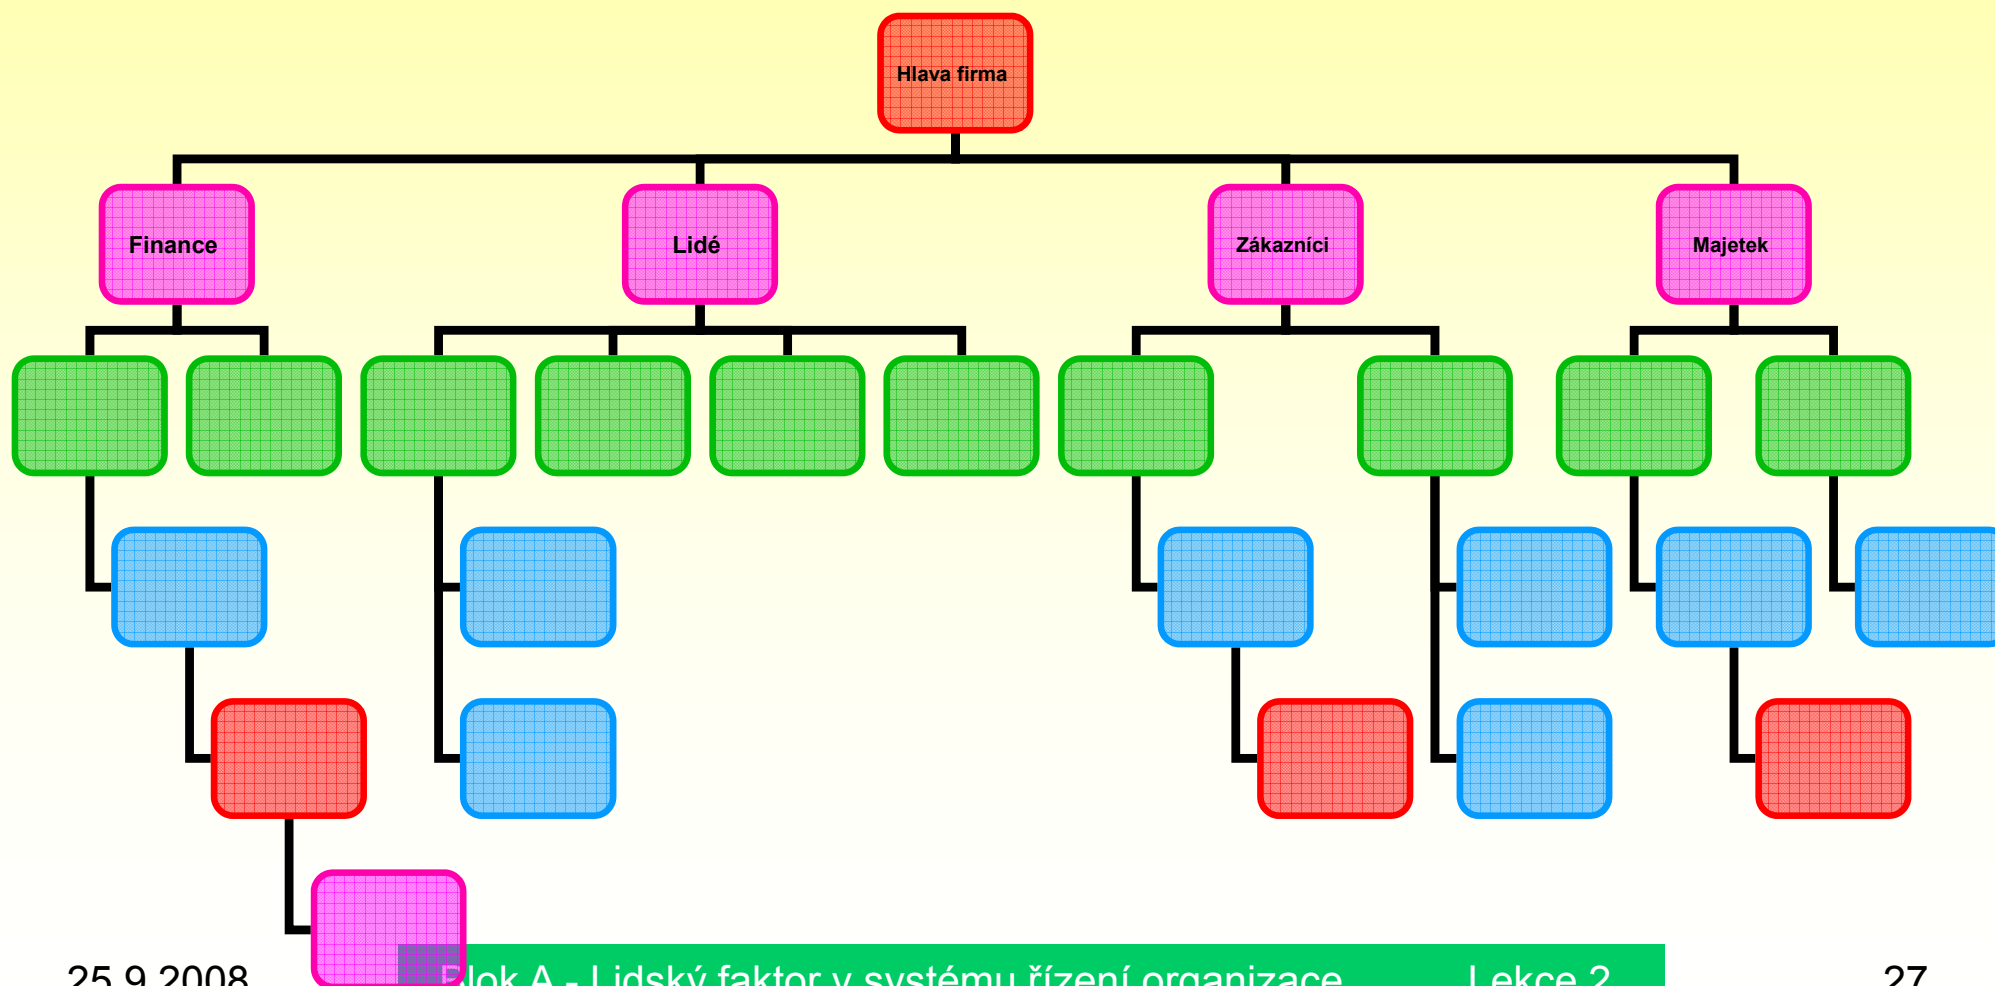 Hlava firma
Finance
Lidé
Zákazníci
Majetek
25.9.2008
Blok A - Lidský faktor v systému řízení organizace Lekce 2
27